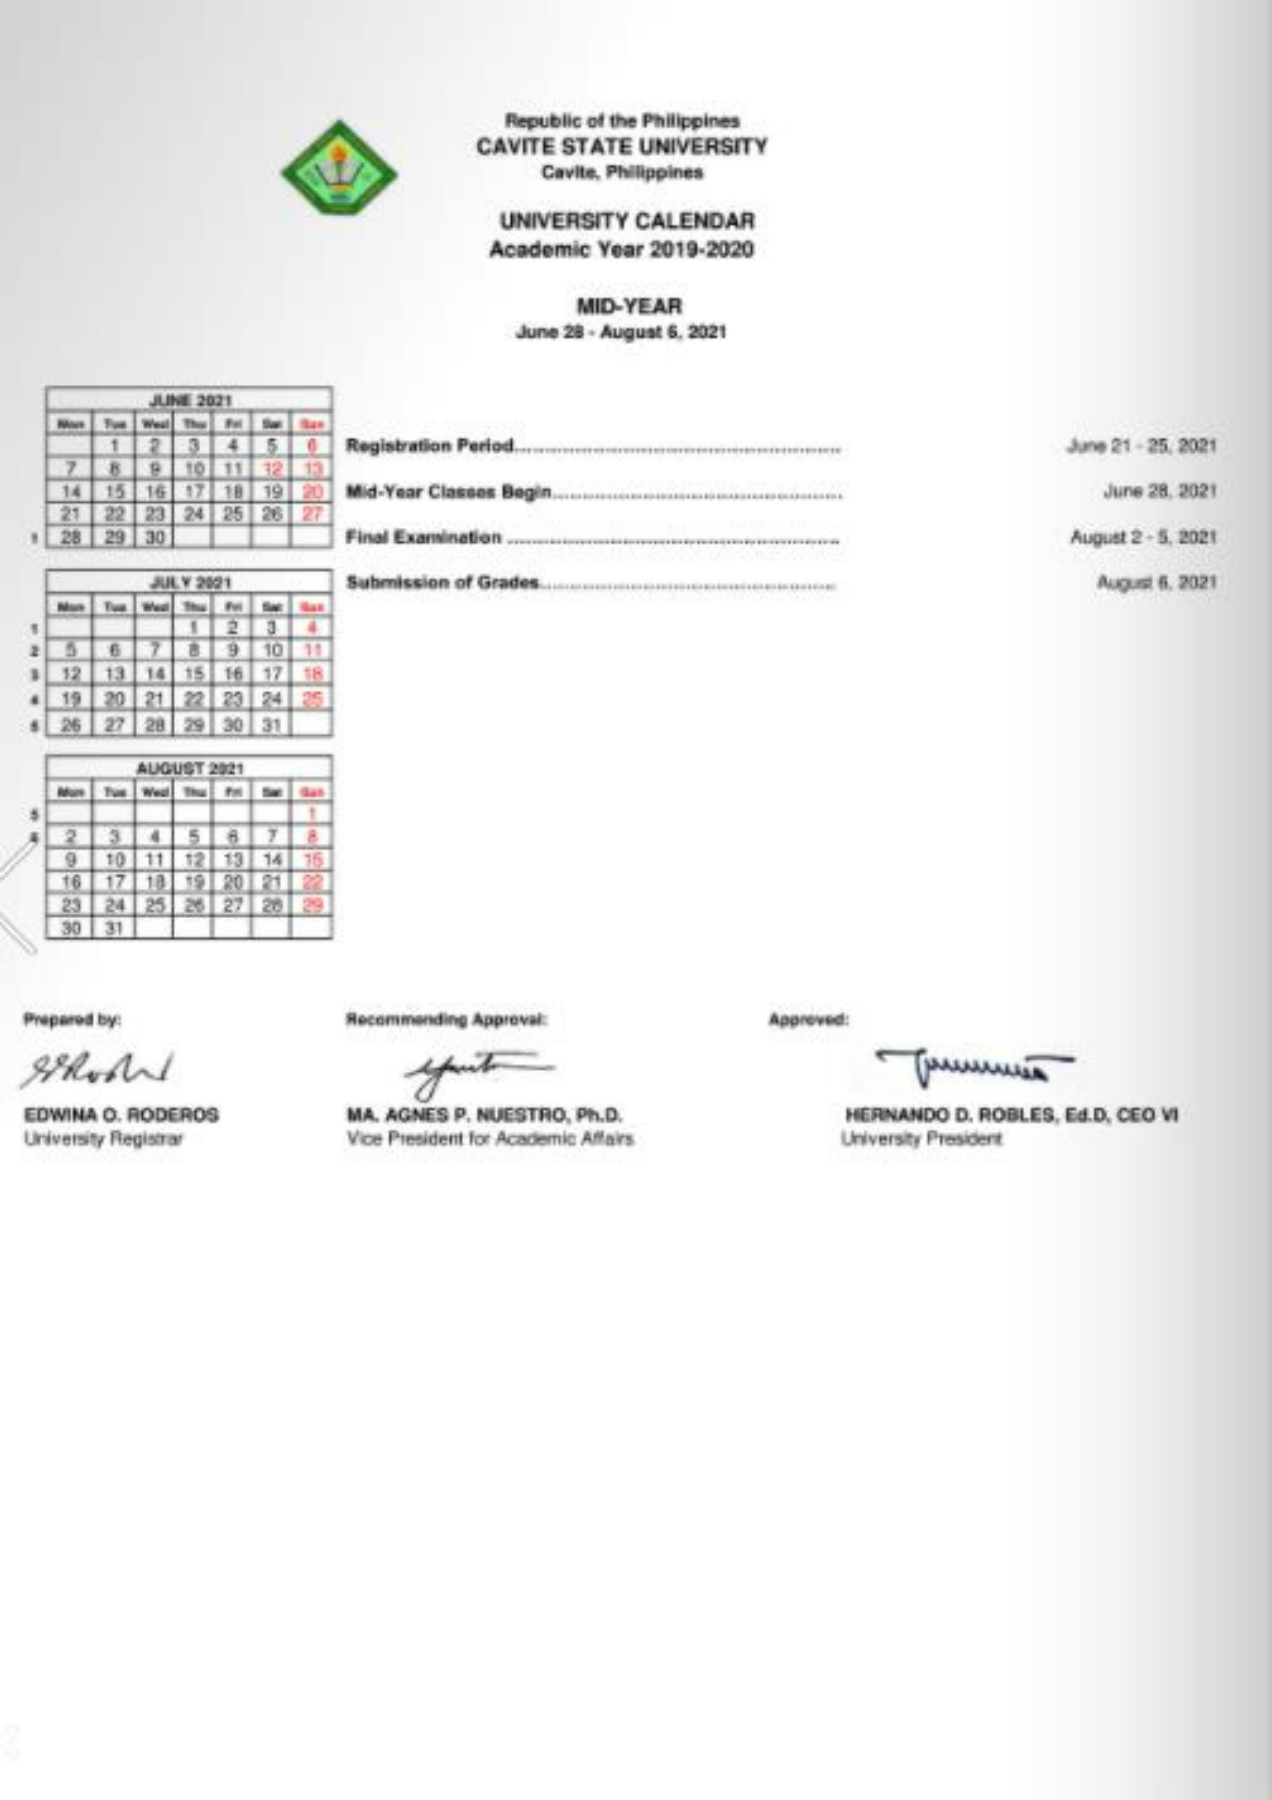 Republic of the Philippines
CAVITE STATE UNIVERSITY
Cavite, Philippines
UNIVERSITY CALENDAR
Academic Year 2019-2020
MID-YEAR
June 28 - August 6, 2021
JUNE 2021
Mon Tue Wed Thu Fri Sat Sun
1 2 3 4 5 6
7 8 9 10 11 12 13
14 15 16 17 18 19 20
21 22 23 24 25 26 27
1 28 29 30
Registration Period.................................................... June 21 - 25, 2021
Mid-Year Classes Begin.............................................. June 28, 2021
Final Examination ..................................................... August 2 - 5, 2021
Submission of Grades............................................... August 6, 2021
JULY 2021
Mon Tue Wed Thu Fri Sat Sun
1 1 2 3 4
2 5 6 7 8 9 10 11
3 12 13 14 15 16 17 18
4 19 20 21 22 23 24 25
5 26 27 28 29 30 31
AUGUST 2021
Mon Tue Wed Thu Fri Sat Sun
5 1
6 2 3 4 5 6 7 8
9 10 11 12 13 14 15
16 17 18 19 20 21 22
23 24 25 26 27 28 29
30 31
Prepared by: Recommending Approval: Approved:
EDWINA O. RODEROS MA. AGNES P. NUESTRO, Ph.D. HERNANDO D. ROBLES, Ed.D, CEO VI
University Registrar Vice President for Academic Affairs University President